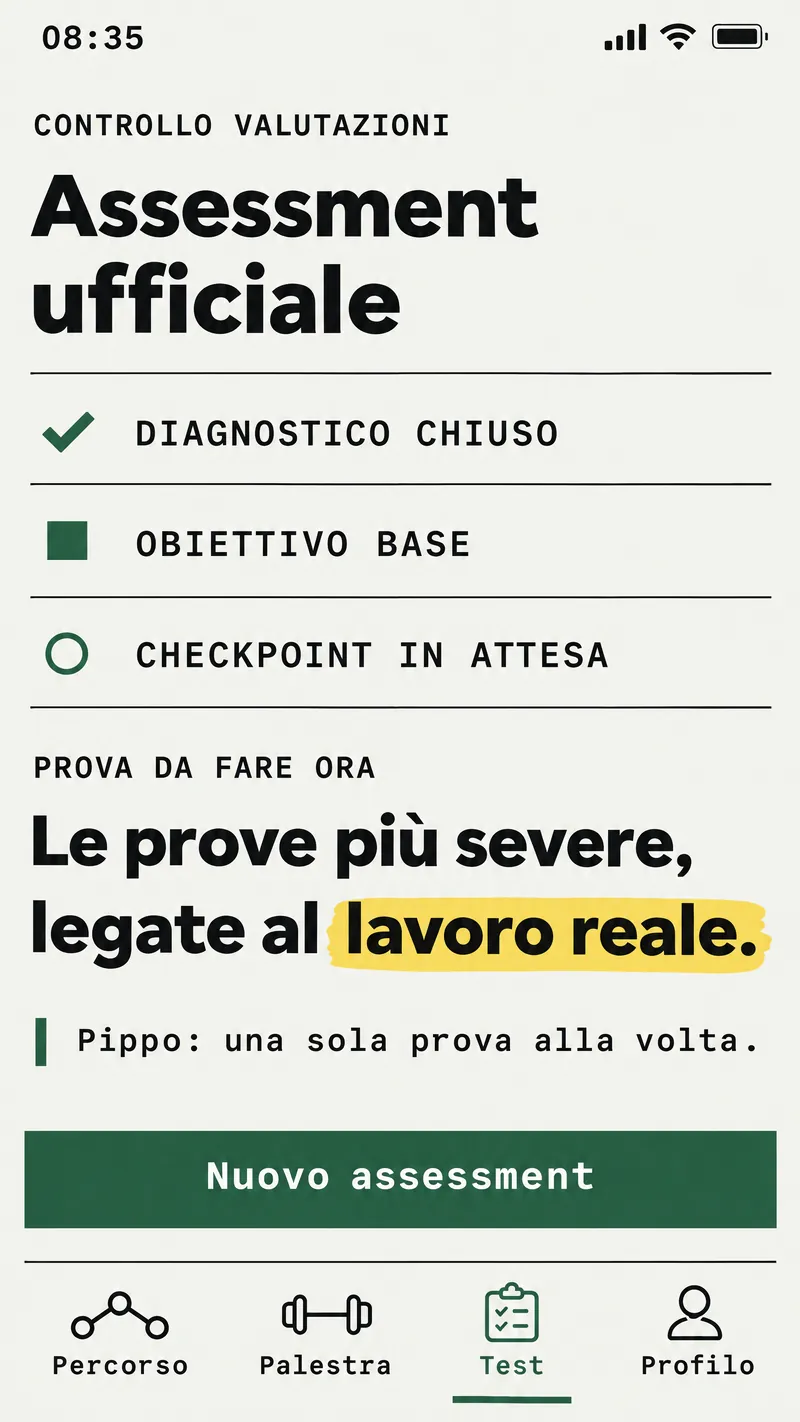 08:35
CONTROLLO VALUTAZIONI
Assessment
ufficiale
DIAGNOSTICO CHIUSO
OBIETTIVO BASE
CHECKPOINT IN ATTESA
PROVA DA FARE ORA
Le prove più severe,
legate al lavoro reale.
Pippo: una sola prova alla volta.
Nuovo assessment
Percorso
Palestra
Test
Profilo